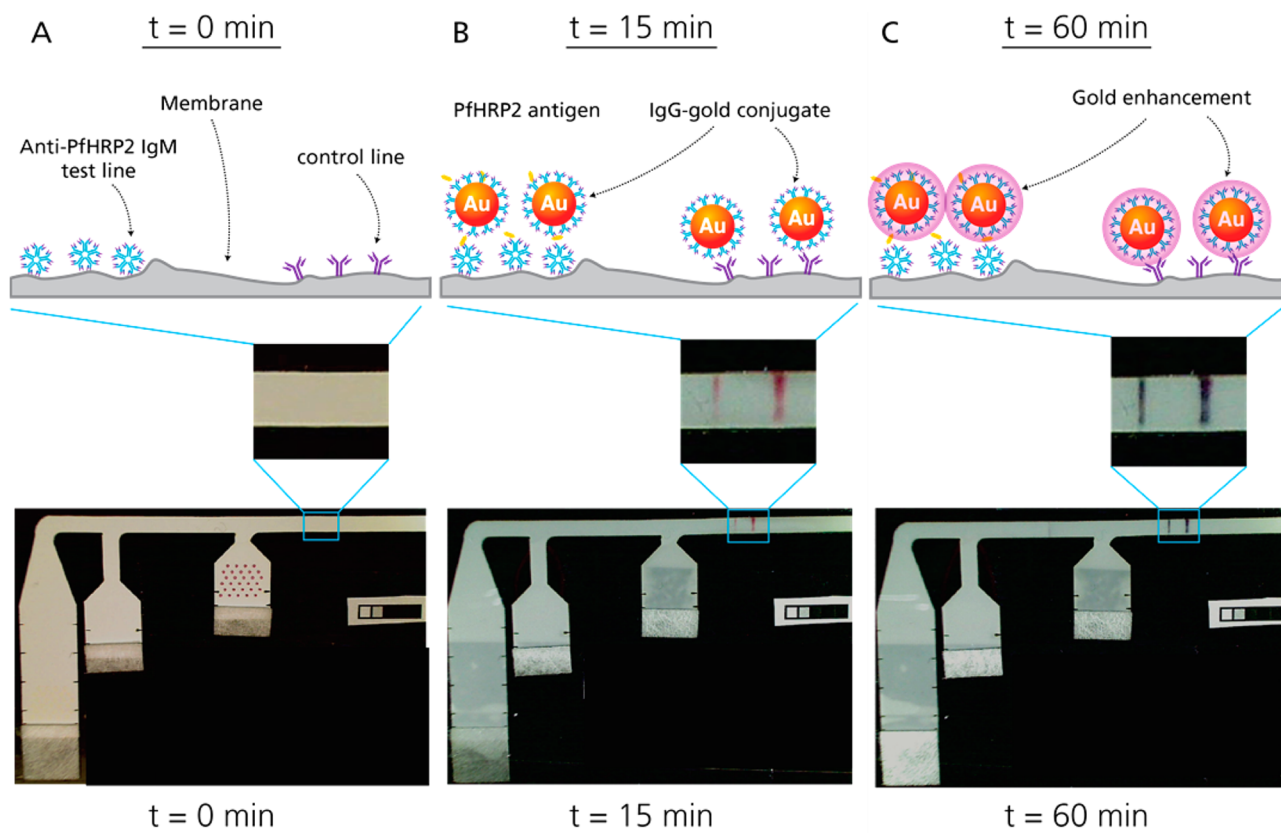 A
t = 0 min
Membrane
Anti-PfHRP2 IgM
test line
control line
B
t = 15 min
PfHRP2 antigen
IgG-gold conjugate
Au
Au
Au
Au
C
t = 60 min
Gold enhancement
Au
Au
Au
Au
t = 0 min
t = 15 min
t = 60 min